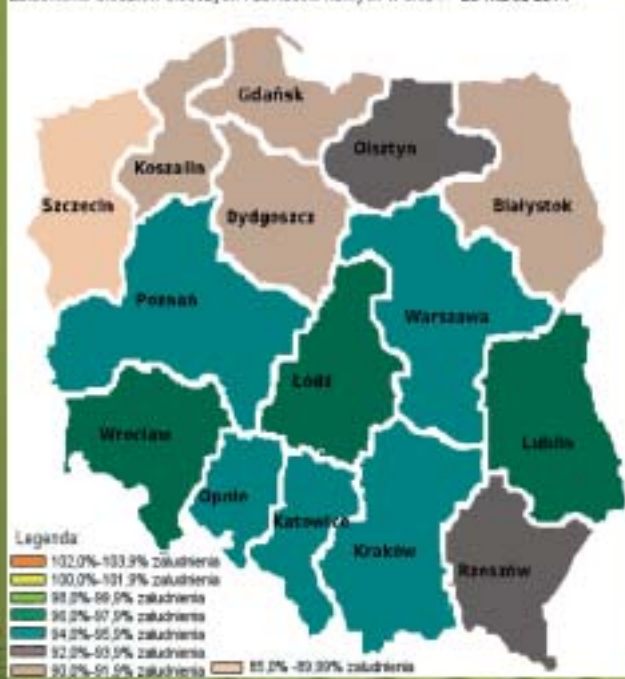 Gdańsk
Olsztyn
Koszalin
Szczecin
Bydgoszcz
Białystok
Poznań
Warszawa
Łódź
Wrocław
Lublin
Opole
Katowice
Kraków
Rzeszów
Legenda:
102,0%-103,9% zaludnienia
100,0%-101,9% zaludnienia
98,0%-99,9% zaludnienia
96,0%-97,9% zaludnienia
94,0%-95,9% zaludnienia
92,0%-93,9% zaludnienia
90,0%-91,9% zaludnienia
85,0% -89,99% zaludnienia